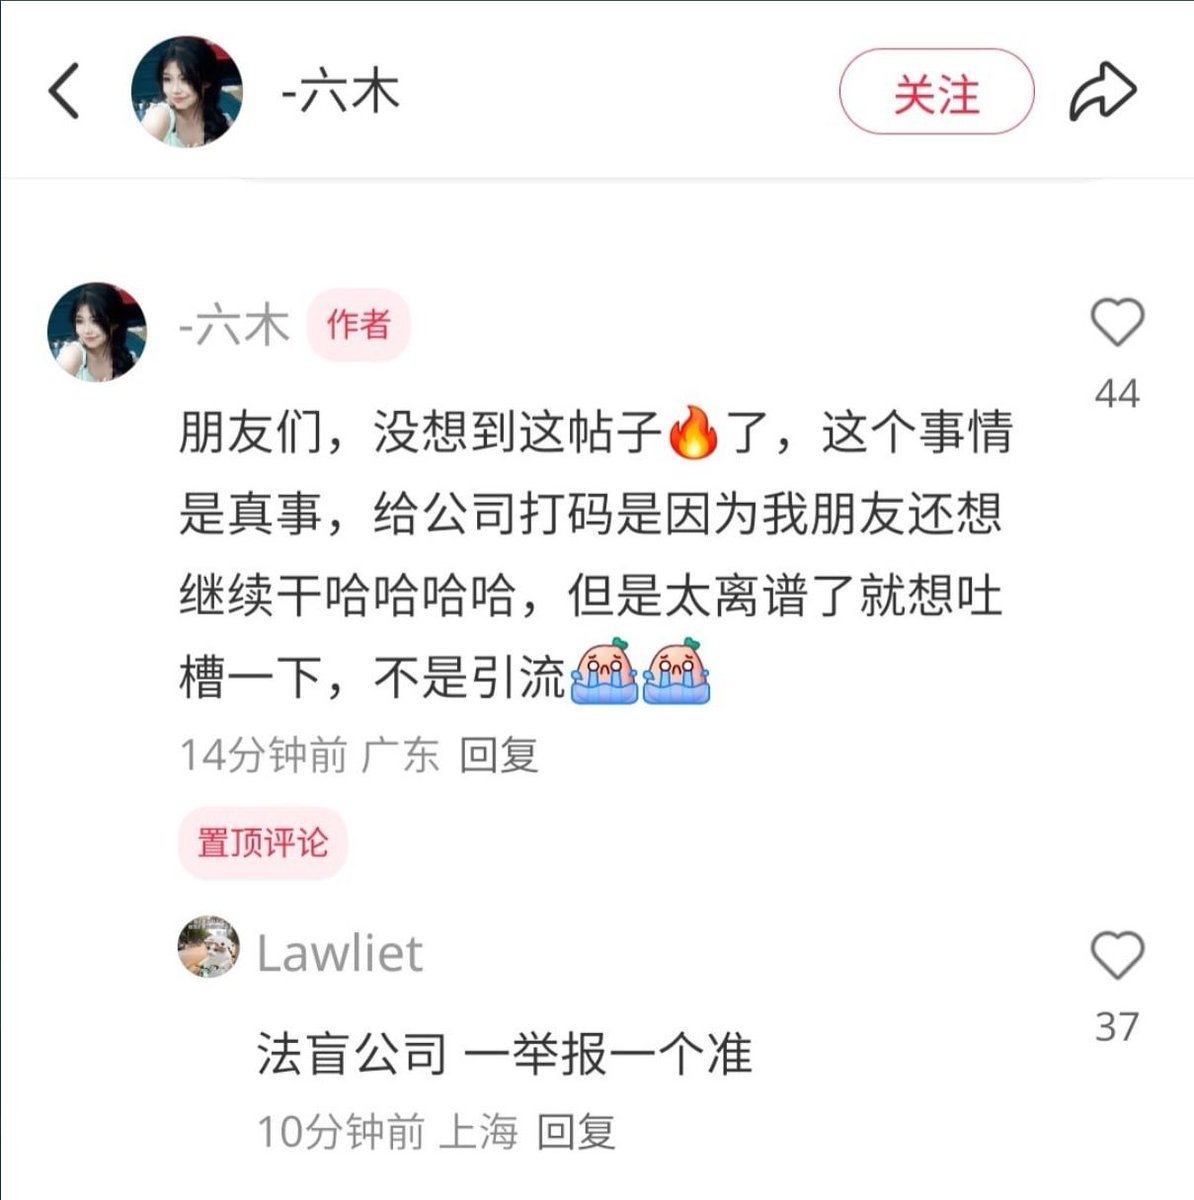 -六木
关注
-六木 作者
朋友们，没想到这帖子🔥了，这个事情
是真事，给公司打码是因为我朋友还想
继续干哈哈哈哈，但是太离谱了就想吐
槽一下，不是引流
44
14分钟前 广东 回复
置顶评论
Lawliet
法盲公司 一举报一个准
37
10分钟前 上海 回复